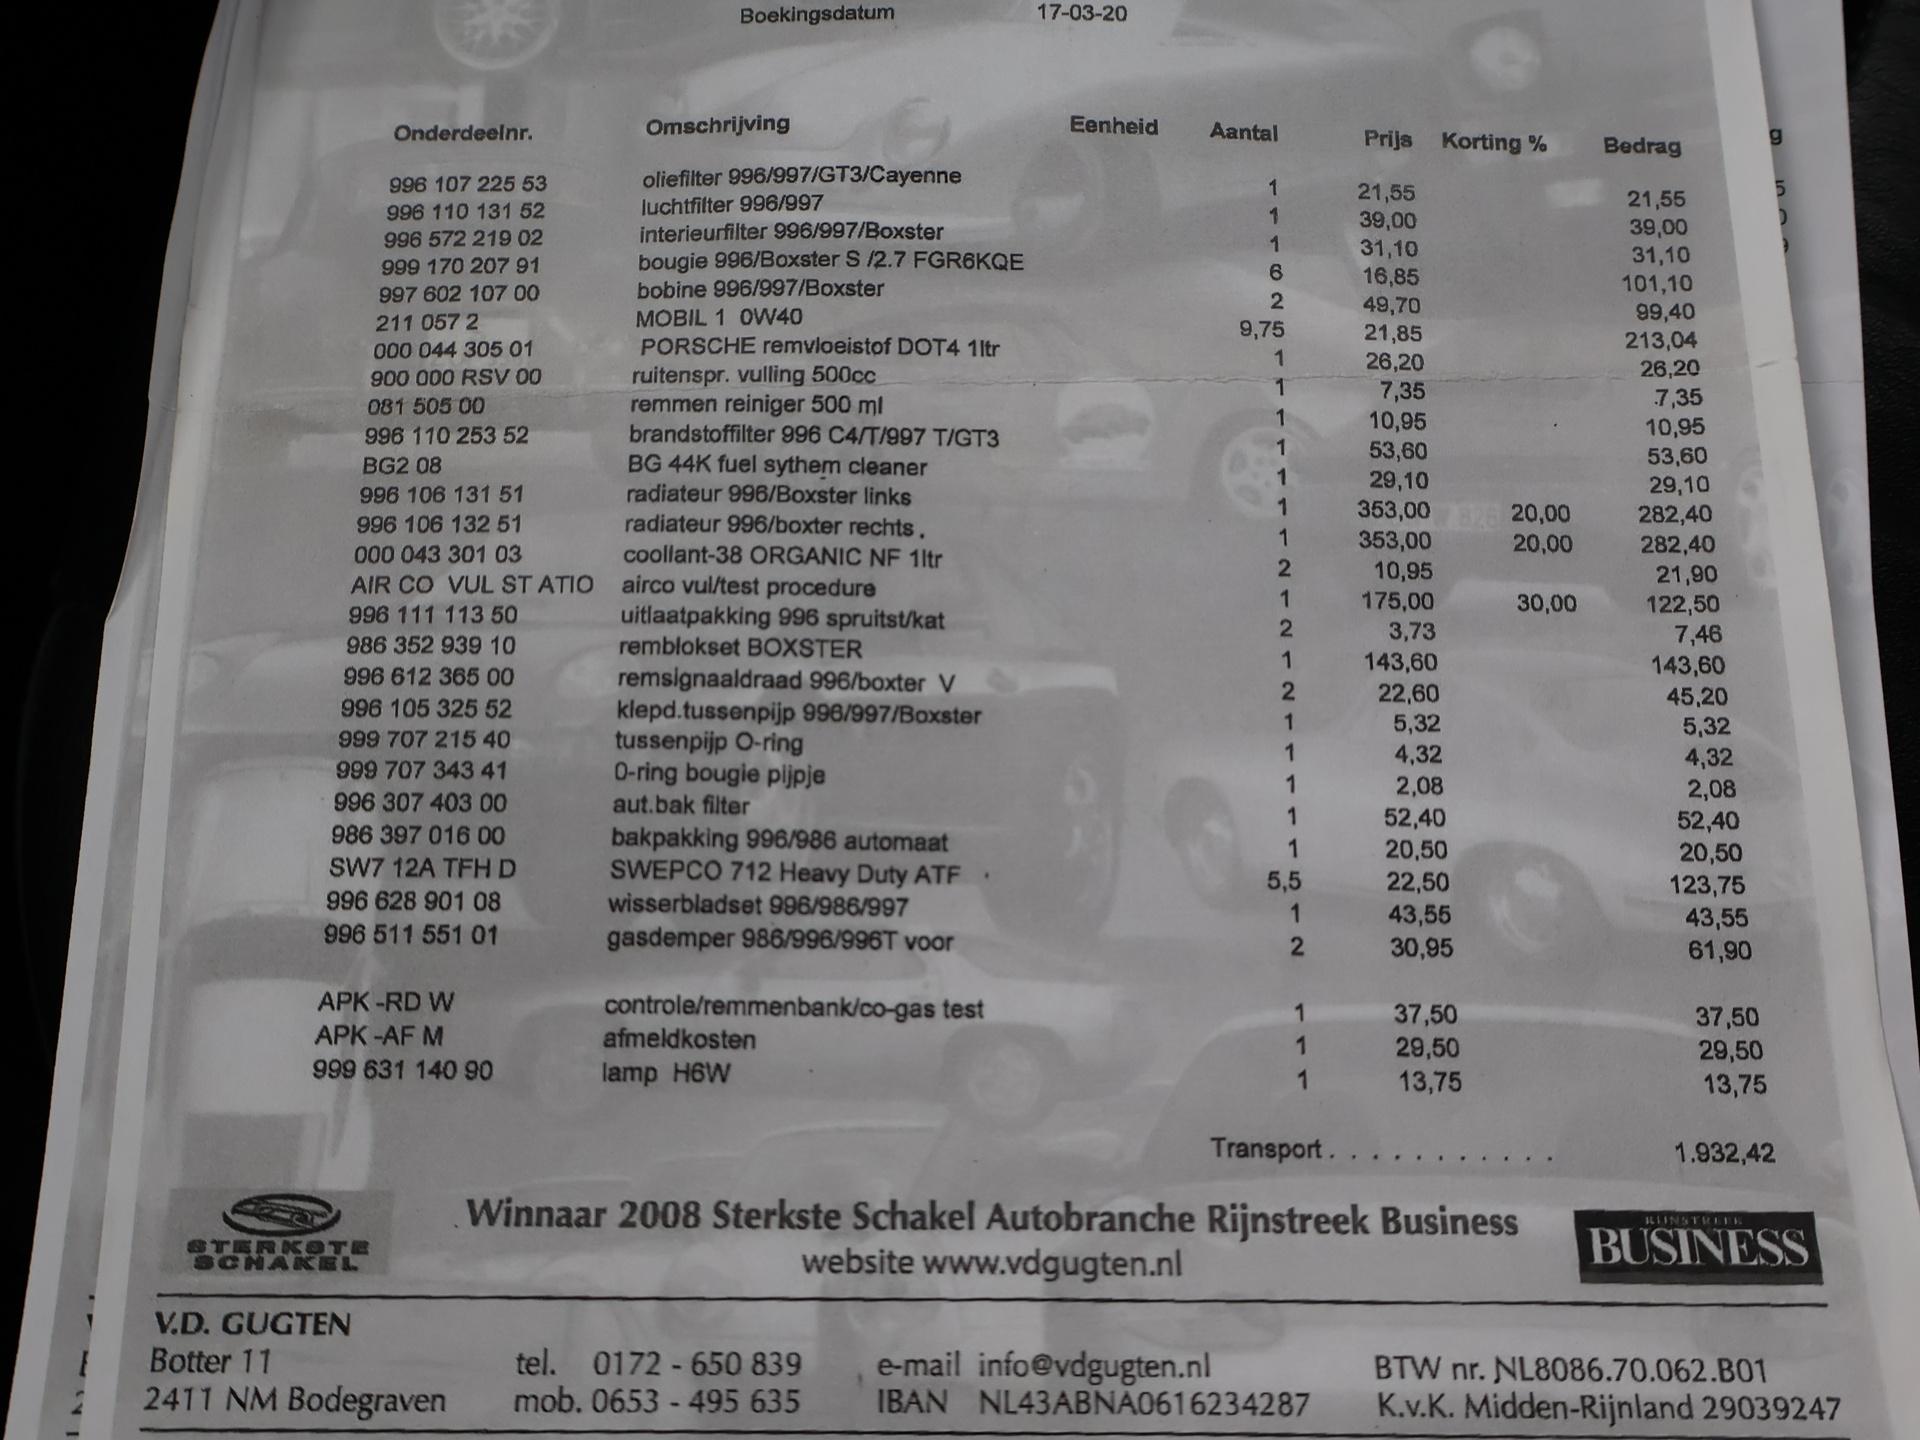 Boekingsdatum 17-03-20
Onderdeelnr. Omschrijving Eenheid Aantal Prijs Korting % Bedrag
996 107 225 53 oliefilter 996/997/GT3/Cayenne 1 21,55 21,55
996 110 131 52 luchtfilter 996/997 1 39,00 39,00
996 572 219 02 interieurfilter 996/997/Boxster 1 31,10 31,10
999 170 207 91 bougie 996/Boxster S /2.7 FGR6KQE 6 16,85 101,10
997 602 107 00 bobine 996/997/Boxster 2 49,70 99,40
211 057 2 MOBIL 1 0W40 9,75 21,85 213,04
000 044 305 01 PORSCHE remvloeistof DOT4 1ltr 1 26,20 26,20
900 000 RSV 00 ruitenspr. vulling 500cc 1 7,35 7,35
081 505 00 remmen reiniger 500 ml 1 10,95 10,95
996 110 253 52 brandstoffilter 996 C4/T/997 T/GT3 1 53,60 53,60
BG2 08 BG 44K fuel sythem cleaner 1 29,10 29,10
996 106 131 51 radiateur 996/Boxster links 1 353,00 20,00 282,40
996 106 132 51 radiateur 996/boxter rechts . 1 353,00 20,00 282,40
000 043 301 03 coollant-38 ORGANIC NF 1ltr 2 10,95 21,90
AIR CO VUL ST ATIO airco vul/test procedure 1 175,00 30,00 122,50
996 111 113 50 uitlaatpakking 996 spruitst/kat 2 3,73 7,46
986 352 939 10 remblokset BOXSTER 1 143,60 143,60
996 612 365 00 remsignaaldraad 996/boxter V 2 22,60 45,20
996 105 325 52 klepd.tussenpijp 996/997/Boxster 1 5,32 5,32
999 707 215 40 tussenpijp O-ring 1 4,32 4,32
999 707 343 41 0-ring bougie pijpje 1 2,08 2,08
996 307 403 00 aut.bak filter 1 52,40 52,40
986 397 016 00 bakpakking 996/986 automaat 1 20,50 20,50
SW7 12A TFH D SWEPCO 712 Heavy Duty ATF 5,5 22,50 123,75
996 628 901 08 wisserbladset 996/986/997 1 43,55 43,55
996 511 551 01 gasdemper 986/996/996T voor 2 30,95 61,90
APK -RD W controle/remmenbank/co-gas test 1 37,50 37,50
APK -AF M afmeldkosten 1 29,50 29,50
999 631 140 90 lamp H6W 1 13,75 13,75
Transport . . . . . . . . . . . 1.932,42
STERKSTE SCHAKEL
Winnaar 2008 Sterkste Schakel Autobranche Rijnstreek Business
website www.vdgugten.nl
RIJNSTREEK
BUSINESS
V.D. GUGTEN
Botter 11 tel. 0172 - 650 839 e-mail info@vdgugten.nl BTW nr. NL8086.70.062.B01
2411 NM Bodegraven mob. 0653 - 495 635 IBAN NL43ABNA0616234287 K.v.K. Midden-Rijnland 29039247